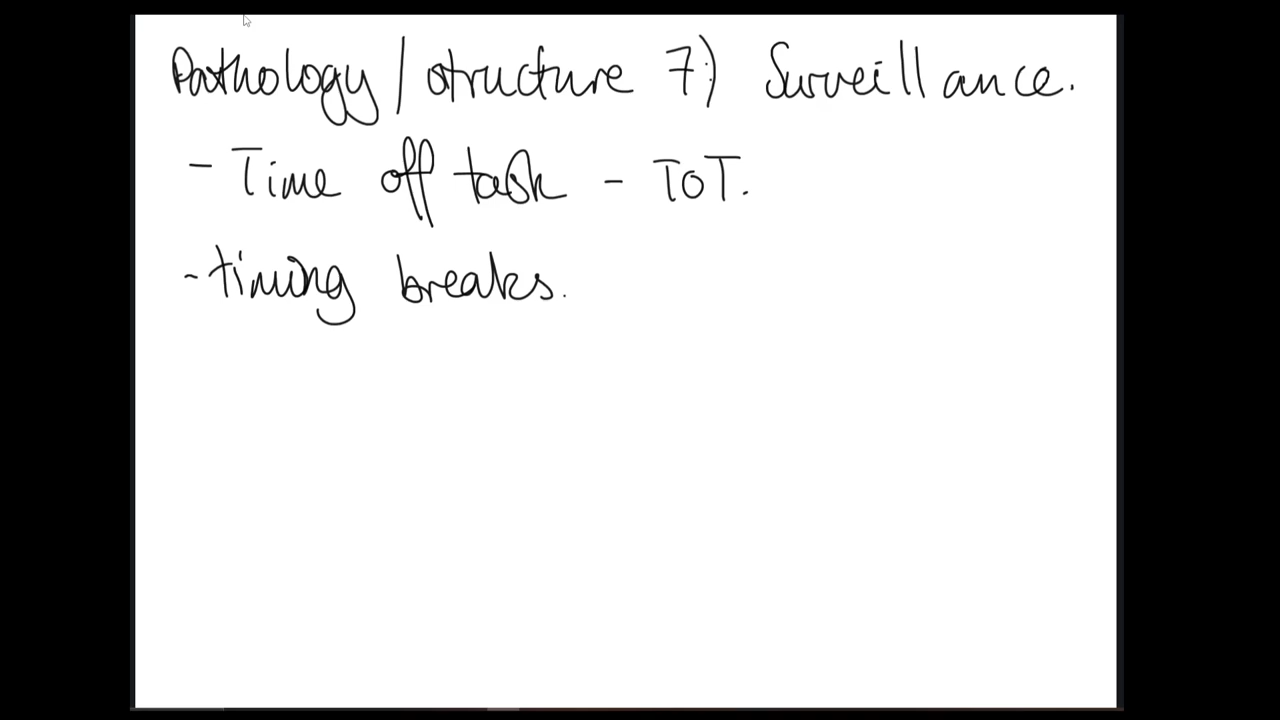 Pathology/structure 7) Surveillance.
- Time off task - ToT.
- timing breaks.